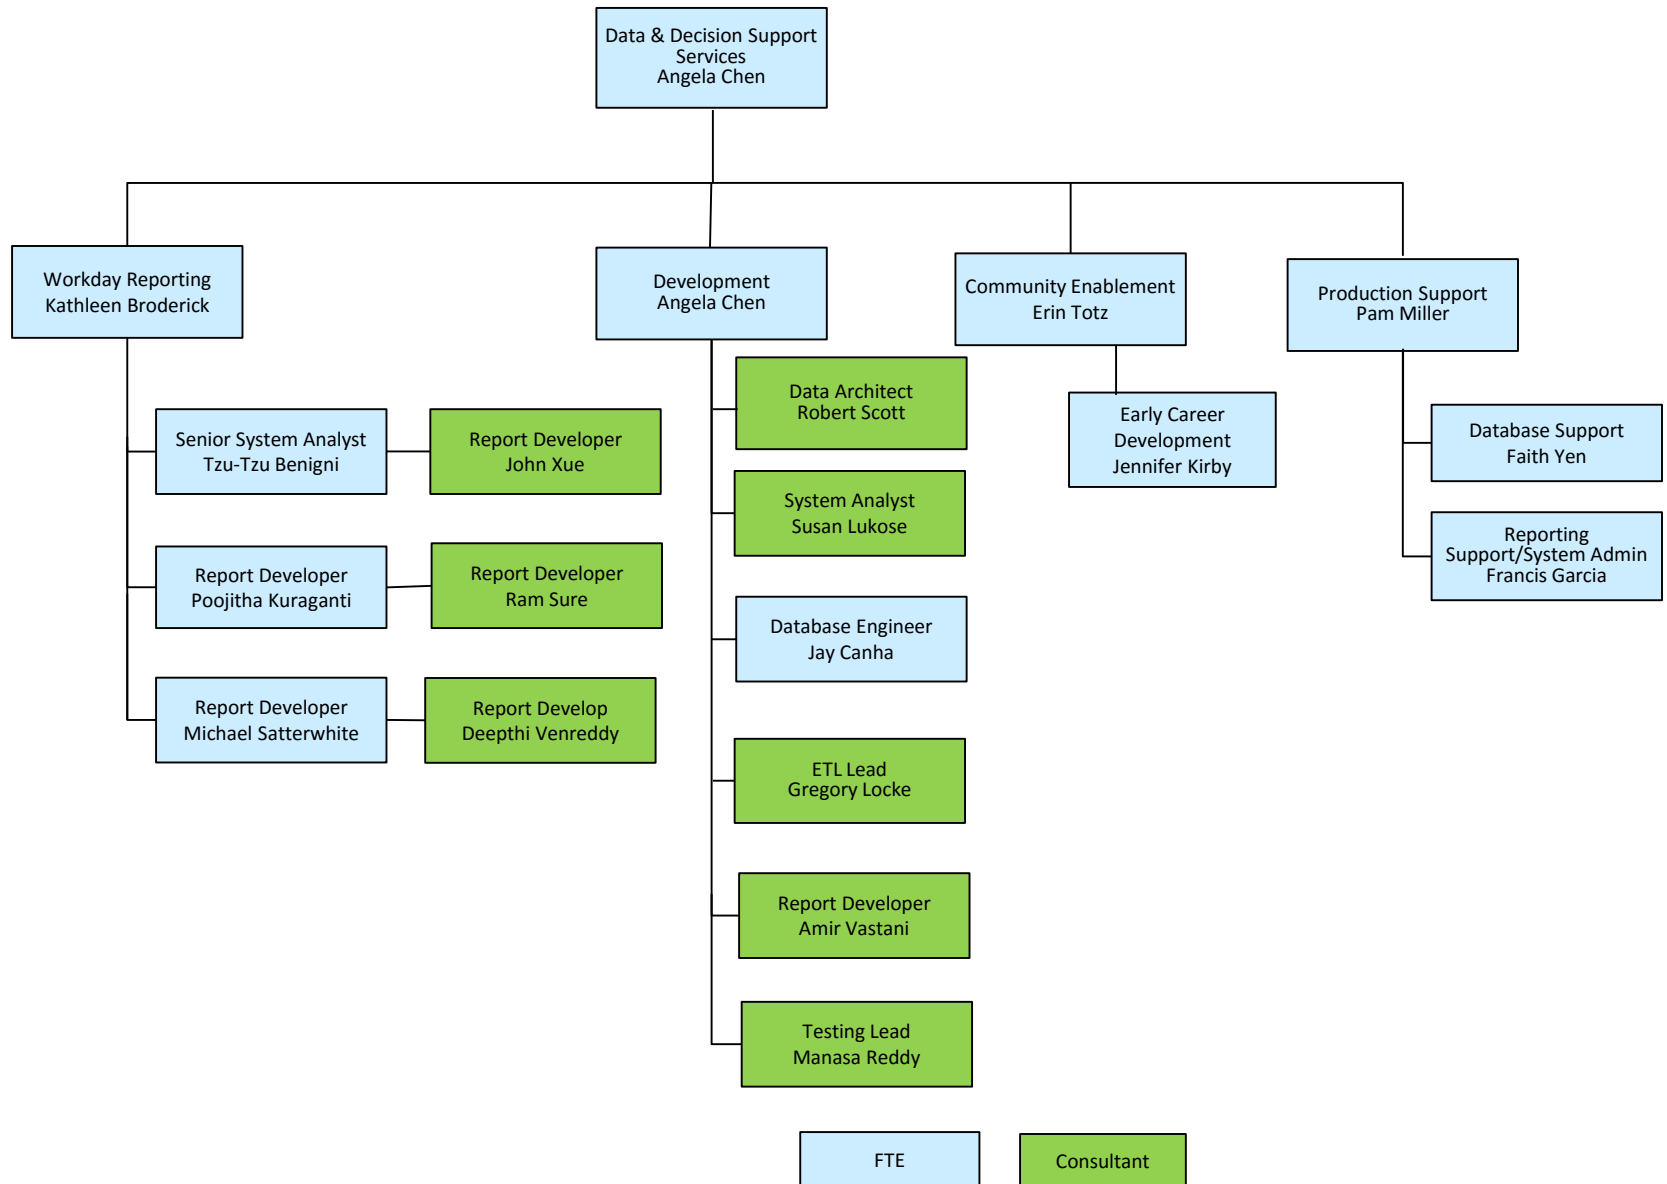 Data & Decision Support
Services
Angela Chen
Workday Reporting
Kathleen Broderick
Development
Angela Chen
Community Enablement
Erin Totz
Production Support
Pam Miller
Senior System Analyst
Tzu-Tzu Benigni
Report Developer
John Xue
Report Developer
Poojitha Kuraganti
Report Developer
Ram Sure
Report Developer
Michael Satterwhite
Report Develop
Deepthi Venreddy
Data Architect
Robert Scott
System Analyst
Susan Lukose
Database Engineer
Jay Canha
ETL Lead
Gregory Locke
Report Developer
Amir Vastani
Testing Lead
Manasa Reddy
Early Career
Development
Jennifer Kirby
Database Support
Faith Yen
Reporting
Support/System Admin
Francis Garcia
FTE
Consultant